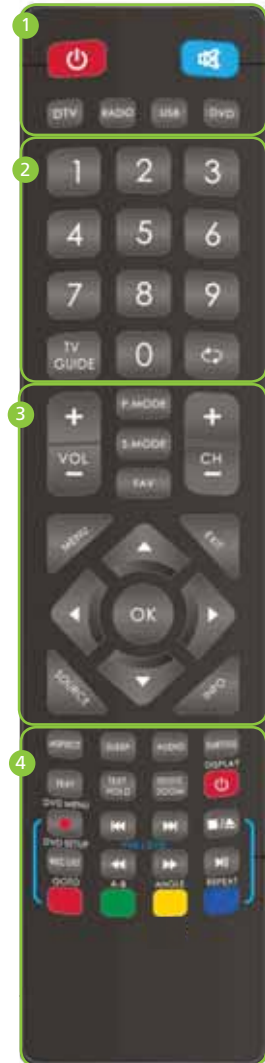 1
DTV RADIO USB DVD
2
1 2 3
4 5 6
7 8 9
TV GUIDE 0
3
+ P.MODE +
VOL S.MODE CH
- FAV -
MENU EXIT
OK
SOURCE INFO
4
ASPECT SLEEP AUDIO SUBTITLE
DISPLAY
TEXT TEXT HOLD
DVD MENU
DVD SETUP
REC LIST
GOTO A-B ANGLE REPEAT